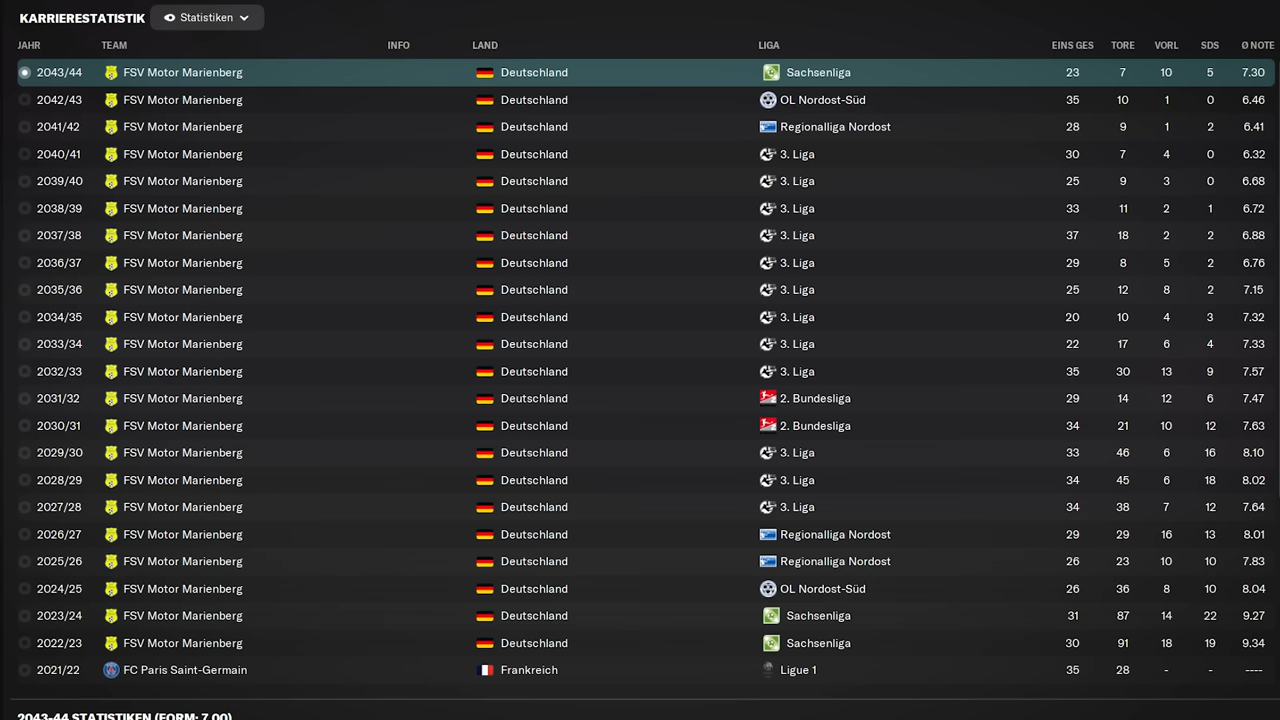 KARRIERESTATISTIK Statistiken
JAHR TEAM INFO LAND LIGA EINS GES TORE VORL SDS Ø NOTE
2043/44 FSV Motor Marienberg Deutschland Sachsenliga 23 7 10 5 7.30
2042/43 FSV Motor Marienberg Deutschland OL Nordost-Süd 35 10 1 0 6.46
2041/42 FSV Motor Marienberg Deutschland Regionalliga Nordost 28 9 1 2 6.41
2040/41 FSV Motor Marienberg Deutschland 3. Liga 30 7 4 0 6.32
2039/40 FSV Motor Marienberg Deutschland 3. Liga 25 9 3 0 6.68
2038/39 FSV Motor Marienberg Deutschland 3. Liga 33 11 2 1 6.72
2037/38 FSV Motor Marienberg Deutschland 3. Liga 37 18 2 2 6.88
2036/37 FSV Motor Marienberg Deutschland 3. Liga 29 8 5 2 6.76
2035/36 FSV Motor Marienberg Deutschland 3. Liga 25 12 8 2 7.15
2034/35 FSV Motor Marienberg Deutschland 3. Liga 20 10 4 3 7.32
2033/34 FSV Motor Marienberg Deutschland 3. Liga 22 17 6 4 7.33
2032/33 FSV Motor Marienberg Deutschland 3. Liga 35 30 13 9 7.57
2031/32 FSV Motor Marienberg Deutschland 2. Bundesliga 29 14 12 6 7.47
2030/31 FSV Motor Marienberg Deutschland 2. Bundesliga 34 21 10 12 7.63
2029/30 FSV Motor Marienberg Deutschland 3. Liga 33 46 6 16 8.10
2028/29 FSV Motor Marienberg Deutschland 3. Liga 34 45 6 18 8.02
2027/28 FSV Motor Marienberg Deutschland 3. Liga 34 38 7 12 7.64
2026/27 FSV Motor Marienberg Deutschland Regionalliga Nordost 29 29 16 13 8.01
2025/26 FSV Motor Marienberg Deutschland Regionalliga Nordost 26 23 10 10 7.83
2024/25 FSV Motor Marienberg Deutschland OL Nordost-Süd 26 36 8 10 8.04
2023/24 FSV Motor Marienberg Deutschland Sachsenliga 31 87 14 22 9.27
2022/23 FSV Motor Marienberg Deutschland Sachsenliga 30 91 18 19 9.34
2021/22 FC Paris Saint-Germain Frankreich Ligue 1 35 28 - - ----
2043-44 STATISTIKEN (FORM: 7.00)